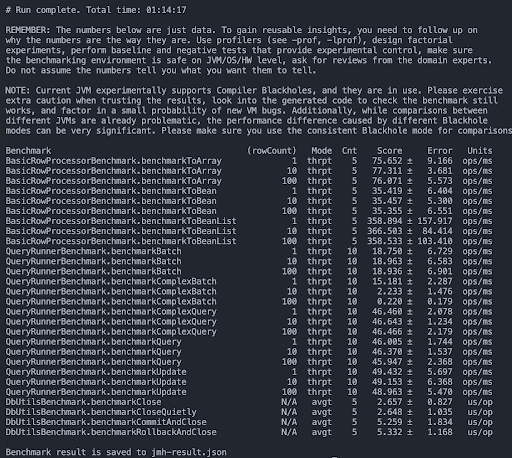 # Run complete. Total time: 01:14:17
REMEMBER: The numbers below are just data. To gain reusable insights, you need to follow up on
why the numbers are the way they are. Use profilers (see -prof, -lprof), design factorial
experiments, perform baseline and negative tests that provide experimental control, make sure
the benchmarking environment is safe on JVM/OS/HW level, ask for reviews from the domain experts.
Do not assume the numbers tell you what you want them to tell.
NOTE: Current JVM experimentally supports Compiler Blackholes, and they are in use. Please exercise
extra caution when trusting the results, look into the generated code to check the benchmark still
works, and factor in a small probability of new VM bugs. Additionally, while comparisons between
different JVMs are already problematic, the performance difference caused by different Blackhole
modes can be very significant. Please make sure you use the consistent Blackhole mode for comparisons
Benchmark (rowCount) Mode Cnt Score Error Units
BasicRowProcessorBenchmark.benchmarkToArray 1 thrpt 5 75.652 ± 9.166 ops/ms
BasicRowProcessorBenchmark.benchmarkToArray 10 thrpt 5 77.311 ± 3.681 ops/ms
BasicRowProcessorBenchmark.benchmarkToArray 100 thrpt 5 76.071 ± 5.573 ops/ms
BasicRowProcessorBenchmark.benchmarkToBean 1 thrpt 5 35.419 ± 6.404 ops/ms
BasicRowProcessorBenchmark.benchmarkToBean 10 thrpt 5 35.457 ± 5.300 ops/ms
BasicRowProcessorBenchmark.benchmarkToBean 100 thrpt 5 35.355 ± 6.551 ops/ms
BasicRowProcessorBenchmark.benchmarkToBeanList 1 thrpt 5 358.894 ± 157.917 ops/ms
BasicRowProcessorBenchmark.benchmarkToBeanList 10 thrpt 5 366.503 ± 84.414 ops/ms
BasicRowProcessorBenchmark.benchmarkToBeanList 100 thrpt 5 358.533 ± 103.410 ops/ms
QueryRunnerBenchmark.benchmarkBatch 1 thrpt 10 18.750 ± 6.729 ops/ms
QueryRunnerBenchmark.benchmarkBatch 10 thrpt 10 18.963 ± 6.583 ops/ms
QueryRunnerBenchmark.benchmarkBatch 100 thrpt 10 18.936 ± 6.901 ops/ms
QueryRunnerBenchmark.benchmarkComplexBatch 1 thrpt 10 15.181 ± 2.287 ops/ms
QueryRunnerBenchmark.benchmarkComplexBatch 10 thrpt 10 2.233 ± 1.476 ops/ms
QueryRunnerBenchmark.benchmarkComplexBatch 100 thrpt 10 0.220 ± 0.179 ops/ms
QueryRunnerBenchmark.benchmarkComplexQuery 1 thrpt 10 46.460 ± 2.078 ops/ms
QueryRunnerBenchmark.benchmarkComplexQuery 10 thrpt 10 46.643 ± 1.234 ops/ms
QueryRunnerBenchmark.benchmarkComplexQuery 100 thrpt 10 46.466 ± 2.179 ops/ms
QueryRunnerBenchmark.benchmarkQuery 1 thrpt 10 46.005 ± 1.744 ops/ms
QueryRunnerBenchmark.benchmarkQuery 10 thrpt 10 46.370 ± 1.537 ops/ms
QueryRunnerBenchmark.benchmarkQuery 100 thrpt 10 45.947 ± 2.368 ops/ms
QueryRunnerBenchmark.benchmarkUpdate 1 thrpt 10 49.432 ± 5.697 ops/ms
QueryRunnerBenchmark.benchmarkUpdate 10 thrpt 10 49.153 ± 6.368 ops/ms
QueryRunnerBenchmark.benchmarkUpdate 100 thrpt 10 48.963 ± 5.470 ops/ms
DbUtilsBenchmark.benchmarkClose N/A avgt 5 2.657 ± 0.827 us/op
DbUtilsBenchmark.benchmarkCloseQuietly N/A avgt 5 2.648 ± 1.035 us/op
DbUtilsBenchmark.benchmarkCommitAndClose N/A avgt 5 5.259 ± 1.834 us/op
DbUtilsBenchmark.benchmarkRollbackAndClose N/A avgt 5 5.332 ± 1.168 us/op
Benchmark result is saved to jmh-result.json